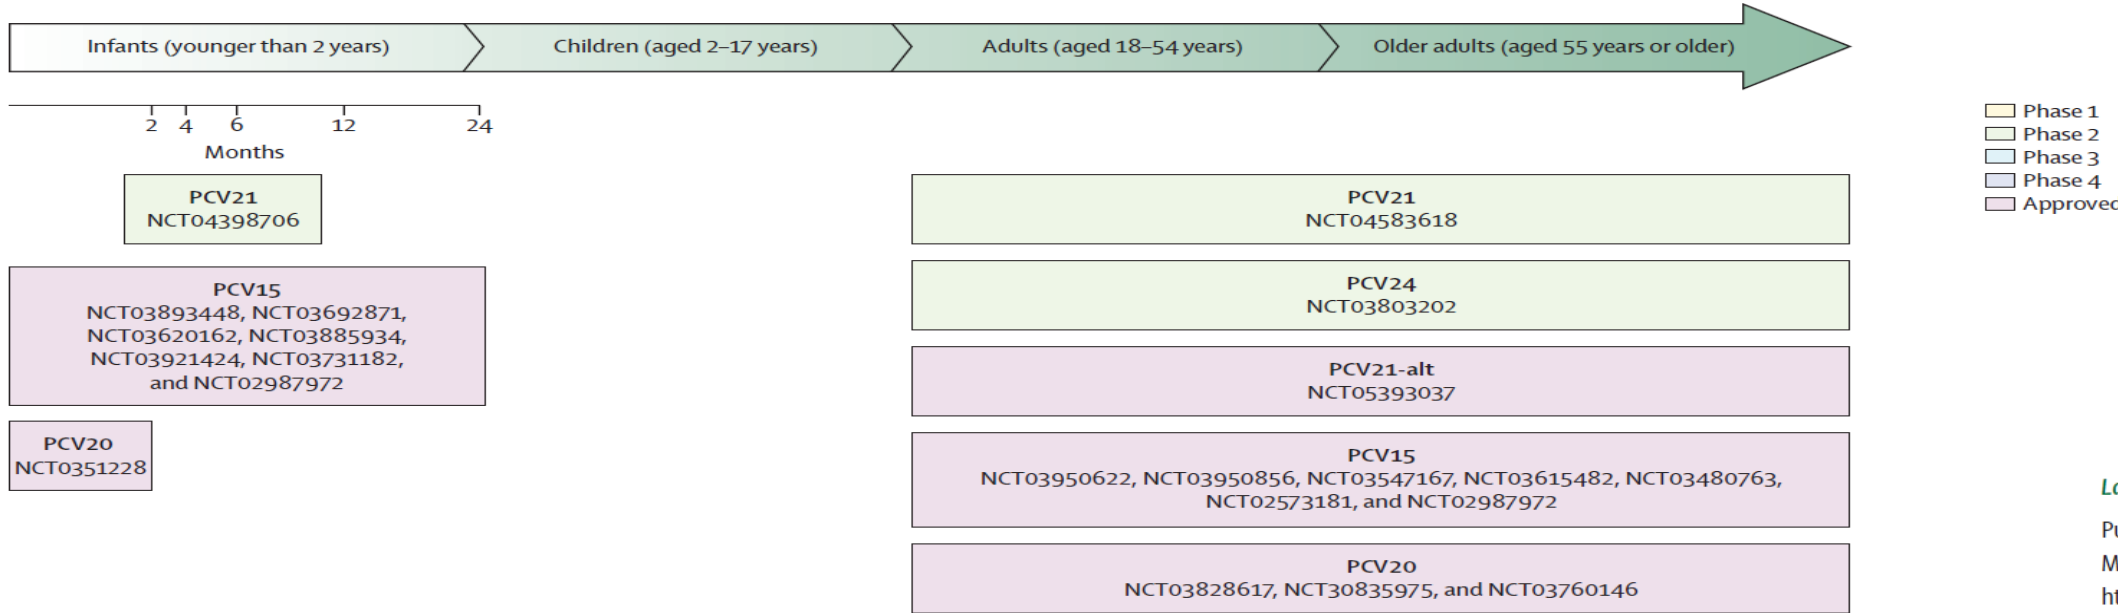 Infants (younger than 2 years)
Children (aged 2–17 years)
Adults (aged 18–54 years)
Older adults (aged 55 years or older)
2 4 6 12 24
Months
Phase 1
Phase 2
Phase 3
Phase 4
Approved
PCV21
NCT04398706
PCV15
NCT03893448, NCT03692871,
NCT03620162, NCT03885934,
NCT03921424, NCT03731182,
and NCT02987972
PCV20
NCT0351228
PCV21
NCT04583618
PCV24
NCT03803202
PCV21-alt
NCT05393037
PCV15
NCT03950622, NCT03950856, NCT03547167, NCT03615482, NCT03480763,
NCT02573181, and NCT02987972
PCV20
NCT03828617, NCT30835975, and NCT03760146